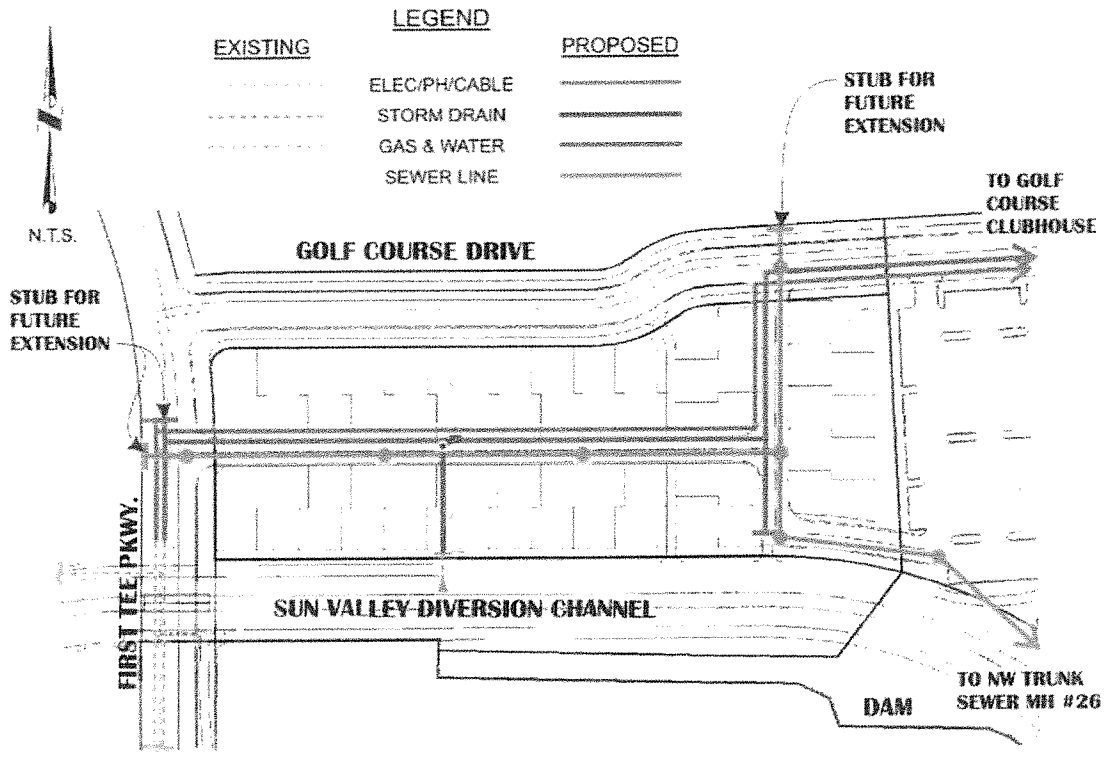 LEGEND
EXISTING
PROPOSED
ELEC/PH/CABLE
STORM DRAIN
GAS & WATER
SEWER LINE
N.T.S.
STUB FOR
FUTURE
EXTENSION
TO GOLF
COURSE
CLUBHOUSE
GOLF COURSE DRIVE
STUB FOR
FUTURE
EXTENSION
FIRST TEE PKWY.
SUN VALLEY DIVERSION CHANNEL
TO NW TRUNK
SEWER MH #26
DAM